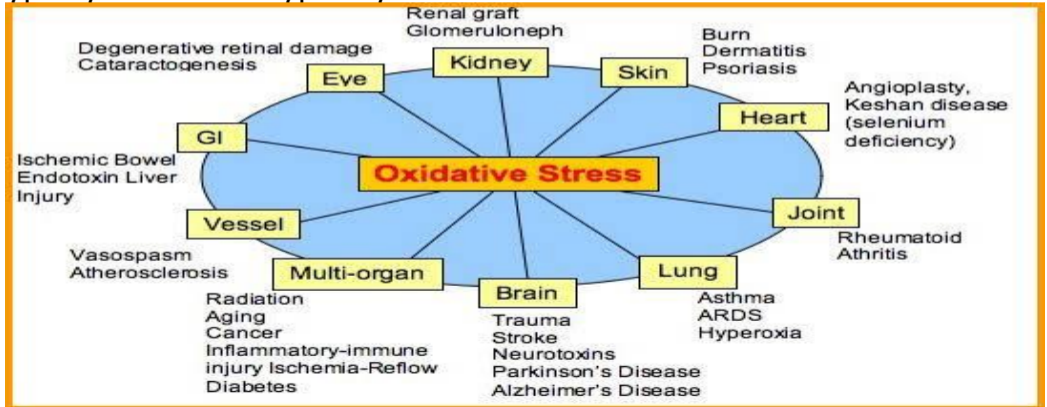 Renal graft
Glomeruloneph
Kidney
Burn
Dermatitis
Psoriasis
Skin
Degenerative retinal damage
Cataractogenesis
Eye
Angioplasty,
Keshan disease
(selenium
deficiency)
Heart
GI
Ischemic Bowel
Endotoxin Liver
Injury
Oxidative Stress
Vessel
Vasospasm
Atherosclerosis
Joint
Rheumatoid
Athritis
Multi-organ
Radiation
Aging
Cancer
Inflammatory-immune
injury Ischemia-Reflow
Diabetes
Brain
Trauma
Stroke
Neurotoxins
Parkinson's Disease
Alzheimer's Disease
Lung
Asthma
ARDS
Hyperoxia